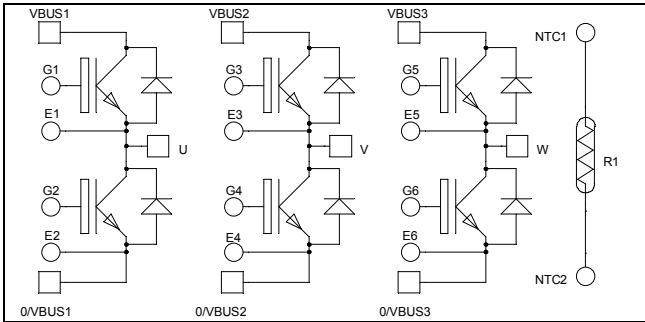 VBUS1 VBUS2 VBUS3
NTC1
G1 G3 G5
E1 E3 E5
U V W
R1
G2 G4 G6
E2 E4 E6
NTC2
0/VBUS1 0/VBUS2 0/VBUS3